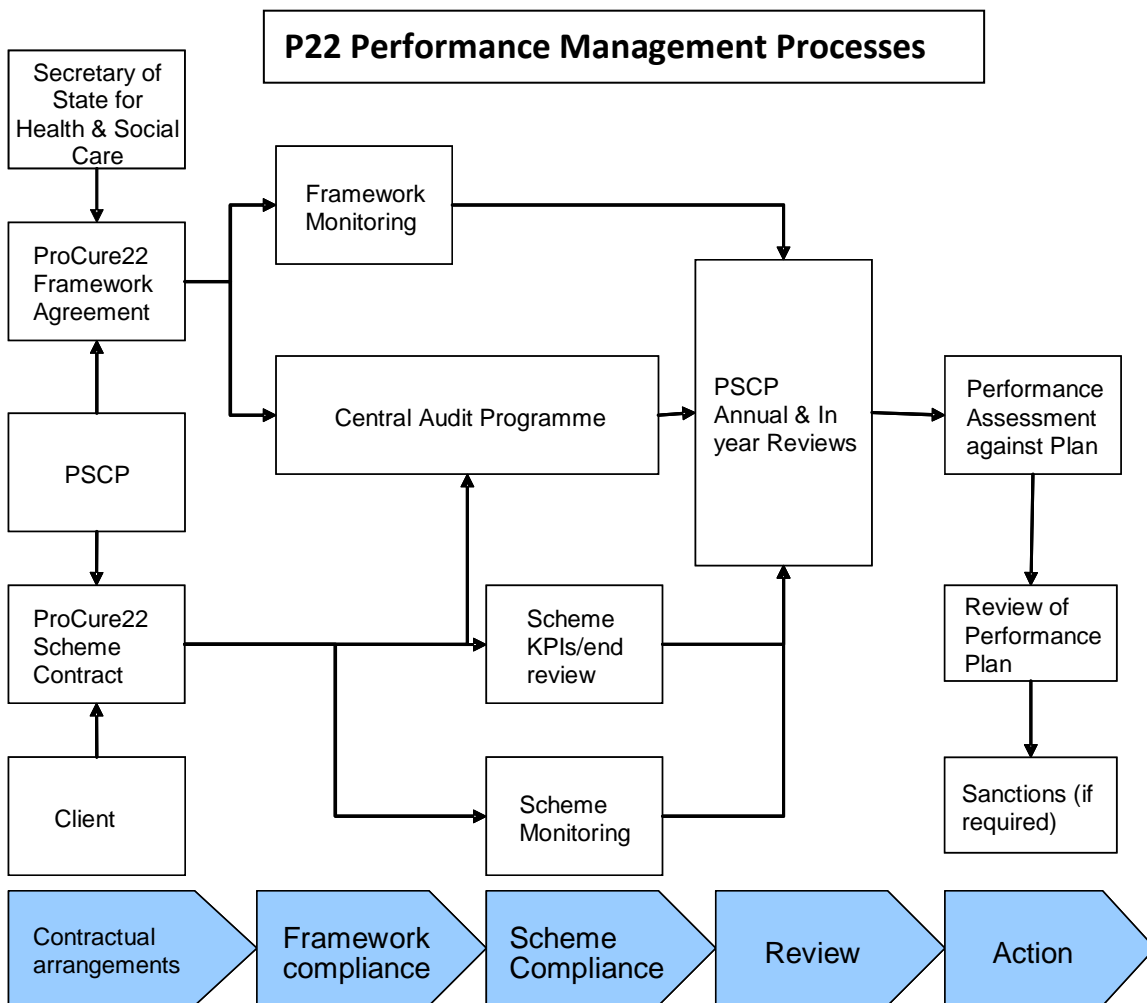 P22 Performance Management Processes
Secretary of
State for
Health & Social
Care
Framework
Monitoring
ProCure22
Framework
Agreement
PSCP
Annual & In
year Reviews
Central Audit Programme
Performance
Assessment
against Plan
PSCP
ProCure22
Scheme
Contract
Scheme
KPIs/end
review
Review of
Performance
Plan
Client
Scheme
Monitoring
Sanctions (if
required)
Contractual
arrangements
Framework
compliance
Scheme
Compliance
Review
Action